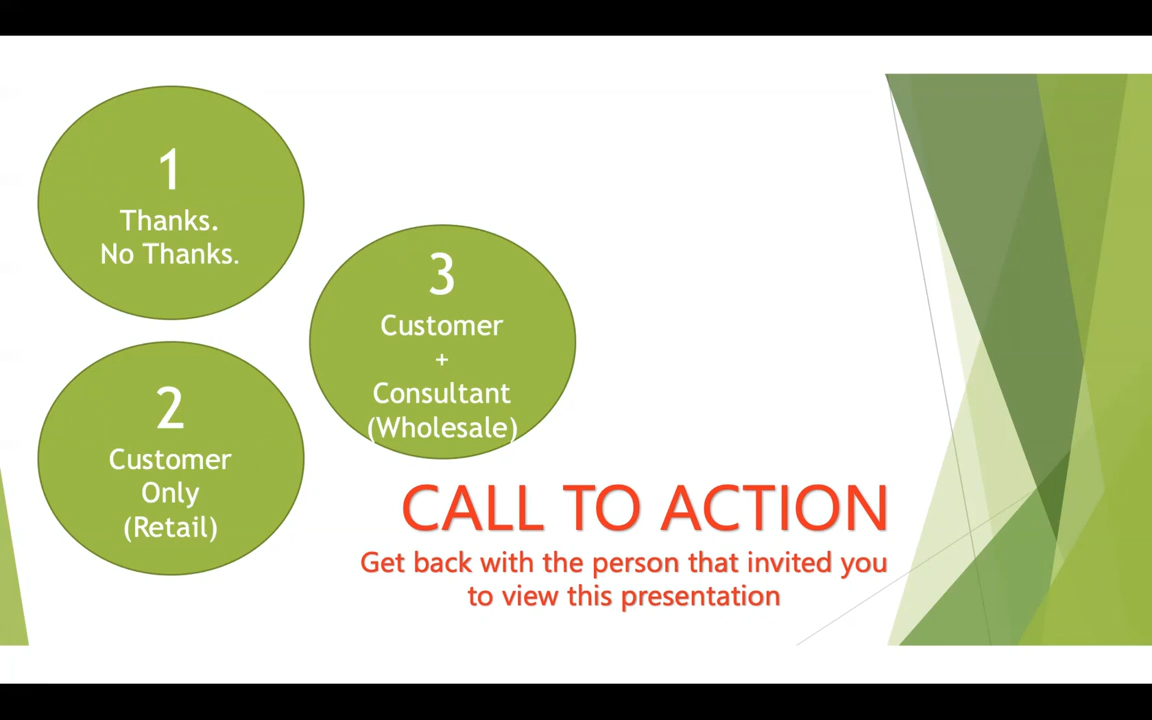 1
Thanks.
No Thanks.
2
Customer
Only
(Retail)
3
Customer
+
Consultant
(Wholesale)
CALL TO ACTION
Get back with the person that invited you
to view this presentation